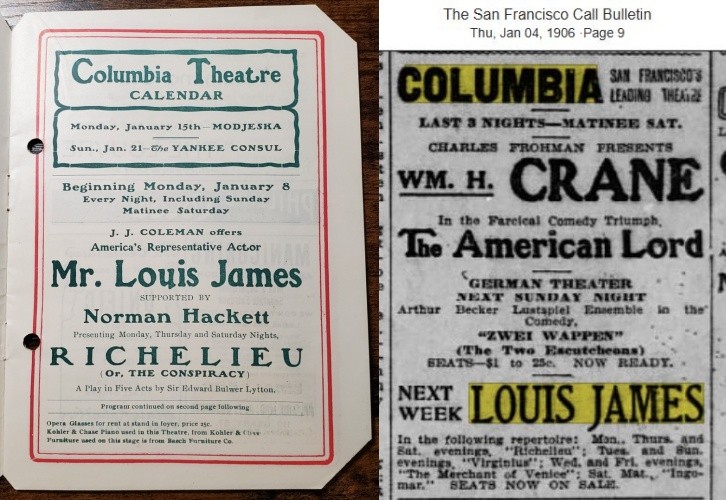 Columbia Theatre
CALENDAR
Monday, January 15th—MODJESKA
Sun., Jan. 21—The YANKEE CONSUL
Beginning Monday, January 8
Every Night, Including Sunday
Matinee Saturday
J. J. COLEMAN offers
America's Representative Actor
Mr. Louis James
SUPPORTED BY
Norman Hackett
Presenting Monday, Thursday and Saturday Nights,
RICHELIEU
(Or, THE CONSPIRACY)
A Play in Five Acts by Sir Edward Bulwer Lytton.
Program continued on second page following
Opera Glasses for rent at stand in foyer, price 25c.
Kohler & Chase Piano used in this Theatre, from Kohler & Chase
Furniture used on this stage is from Basch Furniture Co.
The San Francisco Call Bulletin
Thu, Jan 04, 1906 · Page 9
COLUMBIA SAN FRANCISCO'S
LEADING THEATRE
LAST 3 NIGHTS—MATINEE SAT.
CHARLES FROHMAN PRESENTS
WM. H. CRANE
In the Farcical Comedy Triumph,
The American Lord
GERMAN THEATER
NEXT SUNDAY NIGHT
Arthur Becker Lustspiel Ensemble in the
Comedy,
"ZWEI WAPPEN"
(The Two Escutcheons)
SEATS—$1 to 25c. NOW READY.
NEXT
WEEK LOUIS JAMES
In the following repertoire: Mon., Thurs. and
Sat. evenings, "Richelieu"; Tues. and Sun.
evenings, "Virginius"; Wed. and Fri. evenings,
"The Merchant of Venice"; Sat. Mat., "Ingo-
mar." SEATS NOW ON SALE.